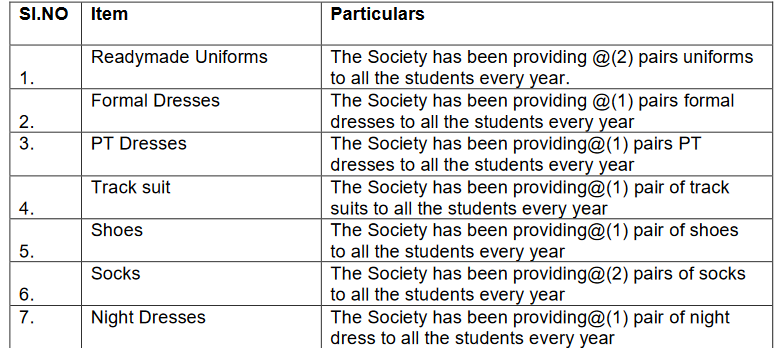 SI.NO Item Particulars
Readymade Uniforms The Society has been providing @(2) pairs uniforms
1. to all the students every year.
Formal Dresses The Society has been providing @(1) pairs formal
2. dresses to all the students every year
3. PT Dresses The Society has been providing@(1) pairs PT
dresses to all the students every year
Track suit The Society has been providing@(1) pair of track
4. suits to all the students every year
Shoes The Society has been providing@(1) pair of shoes
5. to all the students every year
Socks The Society has been providing@(2) pairs of socks
6. to all the students every year
7. Night Dresses The Society has been providing@(1) pair of night
dress to all the students every year